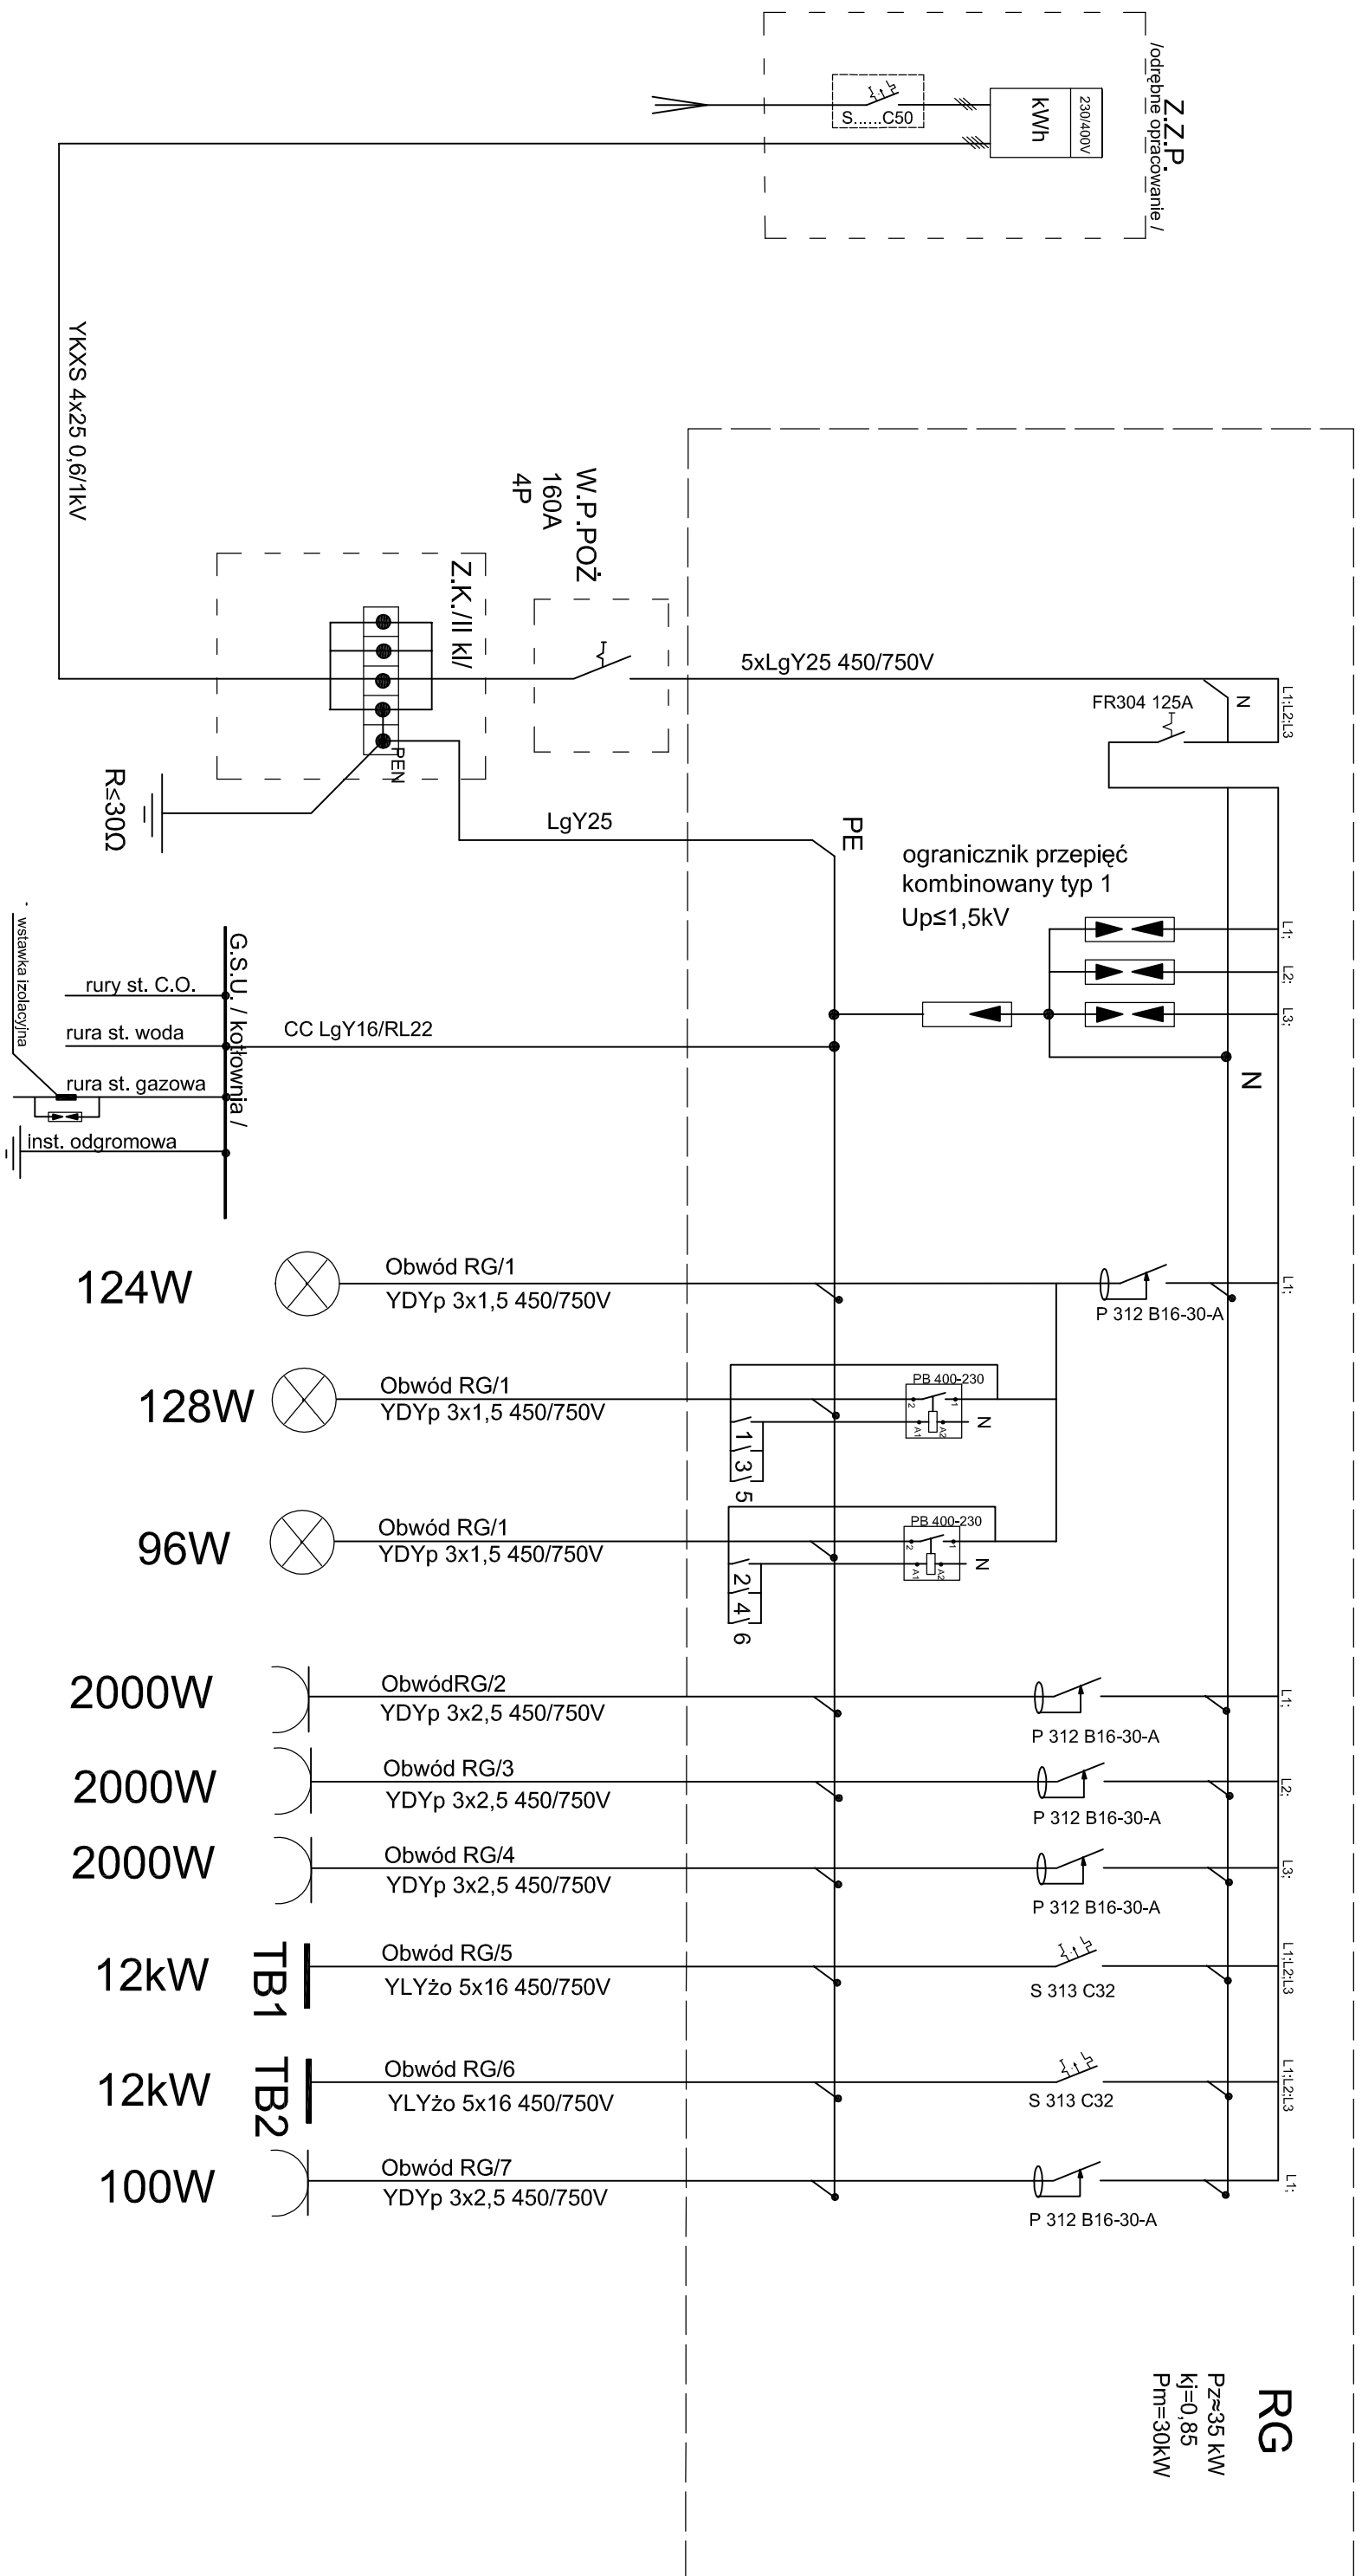 Z.Z.P.
/odrębne opracowanie /
230/400V
kWh
S......C50
YKXS 4x25 0,6/1kV
W.P.POŻ
160A
4P
Z.K./II kl/
PEN
R≤30Ω
5xLgY25 450/750V
L1;L2;L3
N
FR304 125A
LgY25
PE
ogranicznik przepięć
kombinowany typ 1
Up≤1,5kV
L1;
L2;
L3;
N
G.S.U. / kotłownia /
rury st. C.O.
rura st. woda
rura st. gazowa
inst. odgromowa
- wstawka izolacyjna
CC LgY16/RL22
124W
Obwód RG/1
YDYp 3x1,5 450/750V
P 312 B16-30-A
L1;
128W
Obwód RG/1
YDYp 3x1,5 450/750V
PB 400-230
2
1
A1
A2
N
1
3
5
96W
Obwód RG/1
YDYp 3x1,5 450/750V
PB 400-230
2
1
A1
A2
N
2
4
6
2000W
ObwódRG/2
YDYp 3x2,5 450/750V
P 312 B16-30-A
L1;
2000W
Obwód RG/3
YDYp 3x2,5 450/750V
P 312 B16-30-A
L2;
2000W
Obwód RG/4
YDYp 3x2,5 450/750V
P 312 B16-30-A
L3;
12kW
TB1
Obwód RG/5
YLYżo 5x16 450/750V
S 313 C32
L1;L2;L3
12kW
TB2
Obwód RG/6
YLYżo 5x16 450/750V
S 313 C32
L1;L2;L3
100W
Obwód RG/7
YDYp 3x2,5 450/750V
P 312 B16-30-A
L1;
RG
Pz≈35 kW
kj=0,85
Pm=30kW